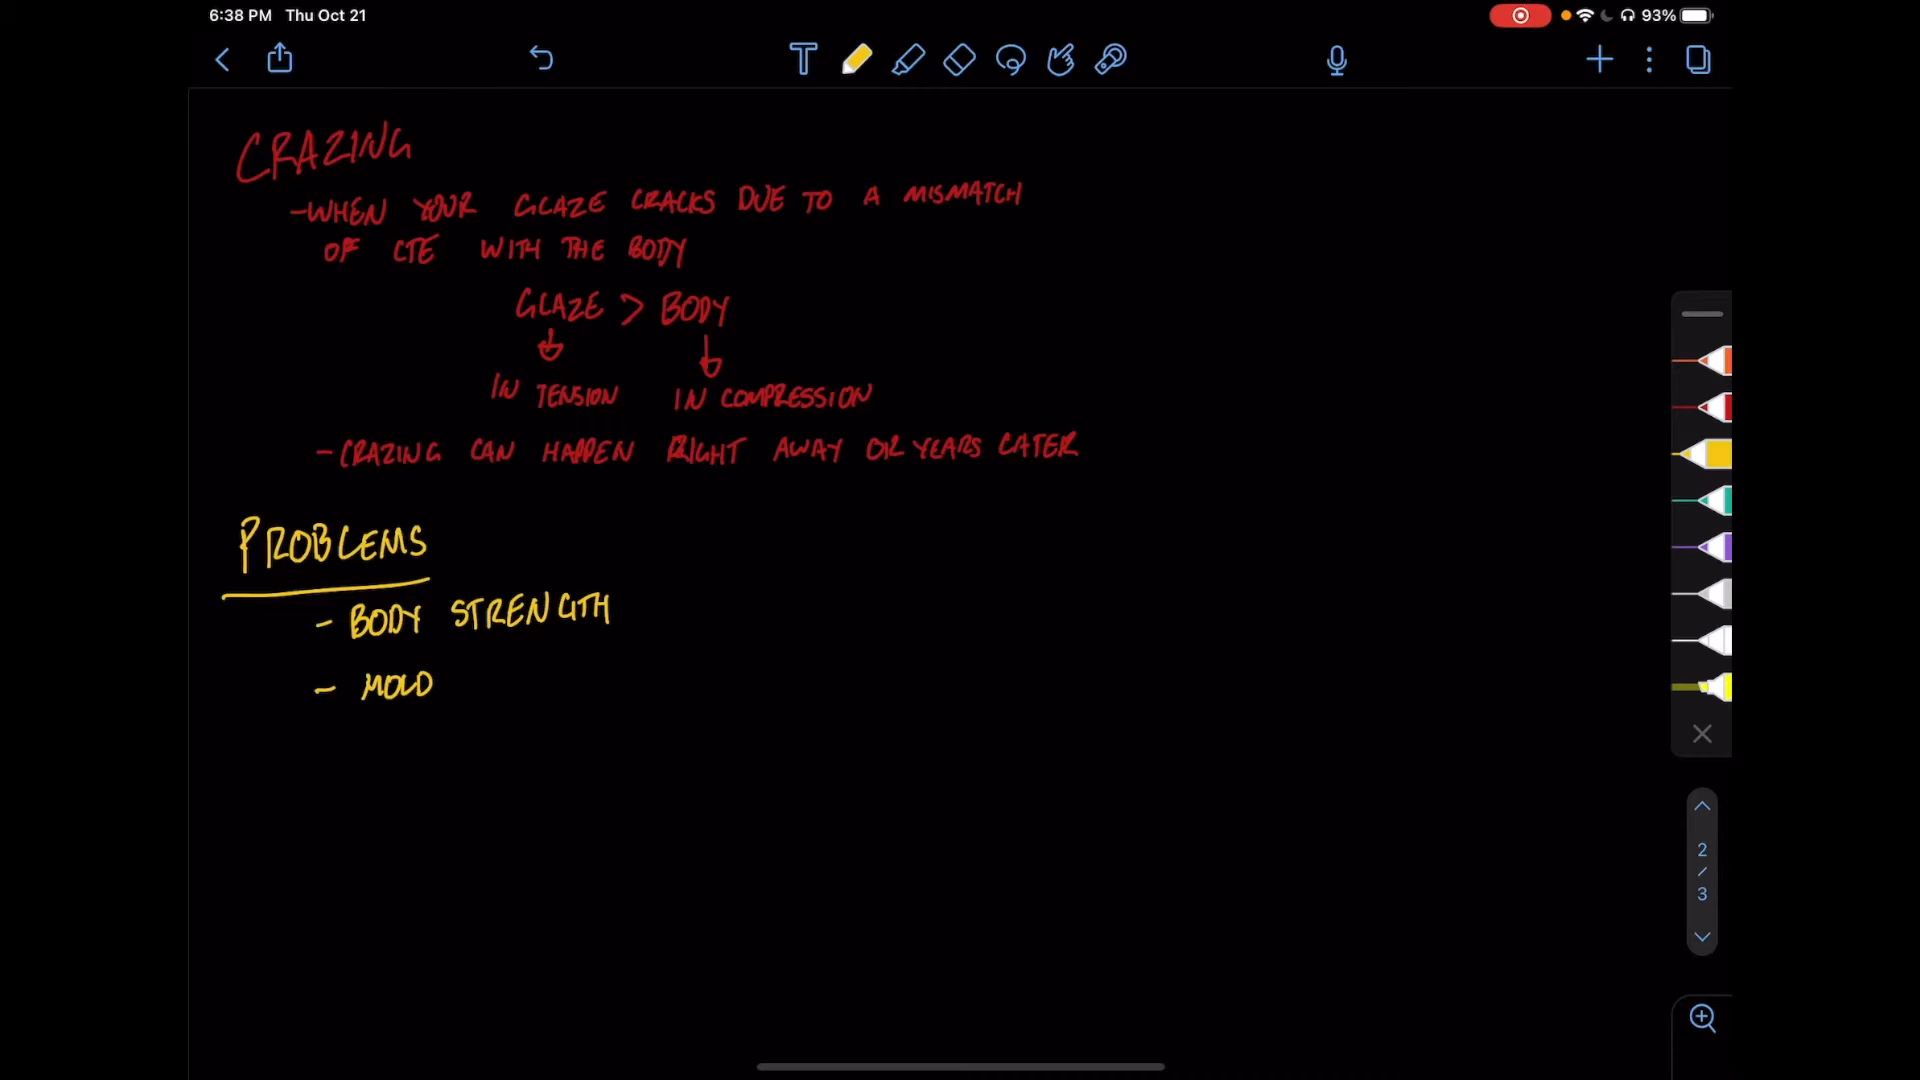 6:38 PM Thu Oct 21
93%
CRAZING
- WHEN YOUR GLAZE CRACKS DUE TO A MISMATCH
OF CTE WITH THE BODY
GLAZE > BODY
IN TENSION IN COMPRESSION
- CRAZING CAN HAPPEN RIGHT AWAY OR YEARS LATER
PROBLEMS
- BODY STRENGTH
- MOLD
2
/
3